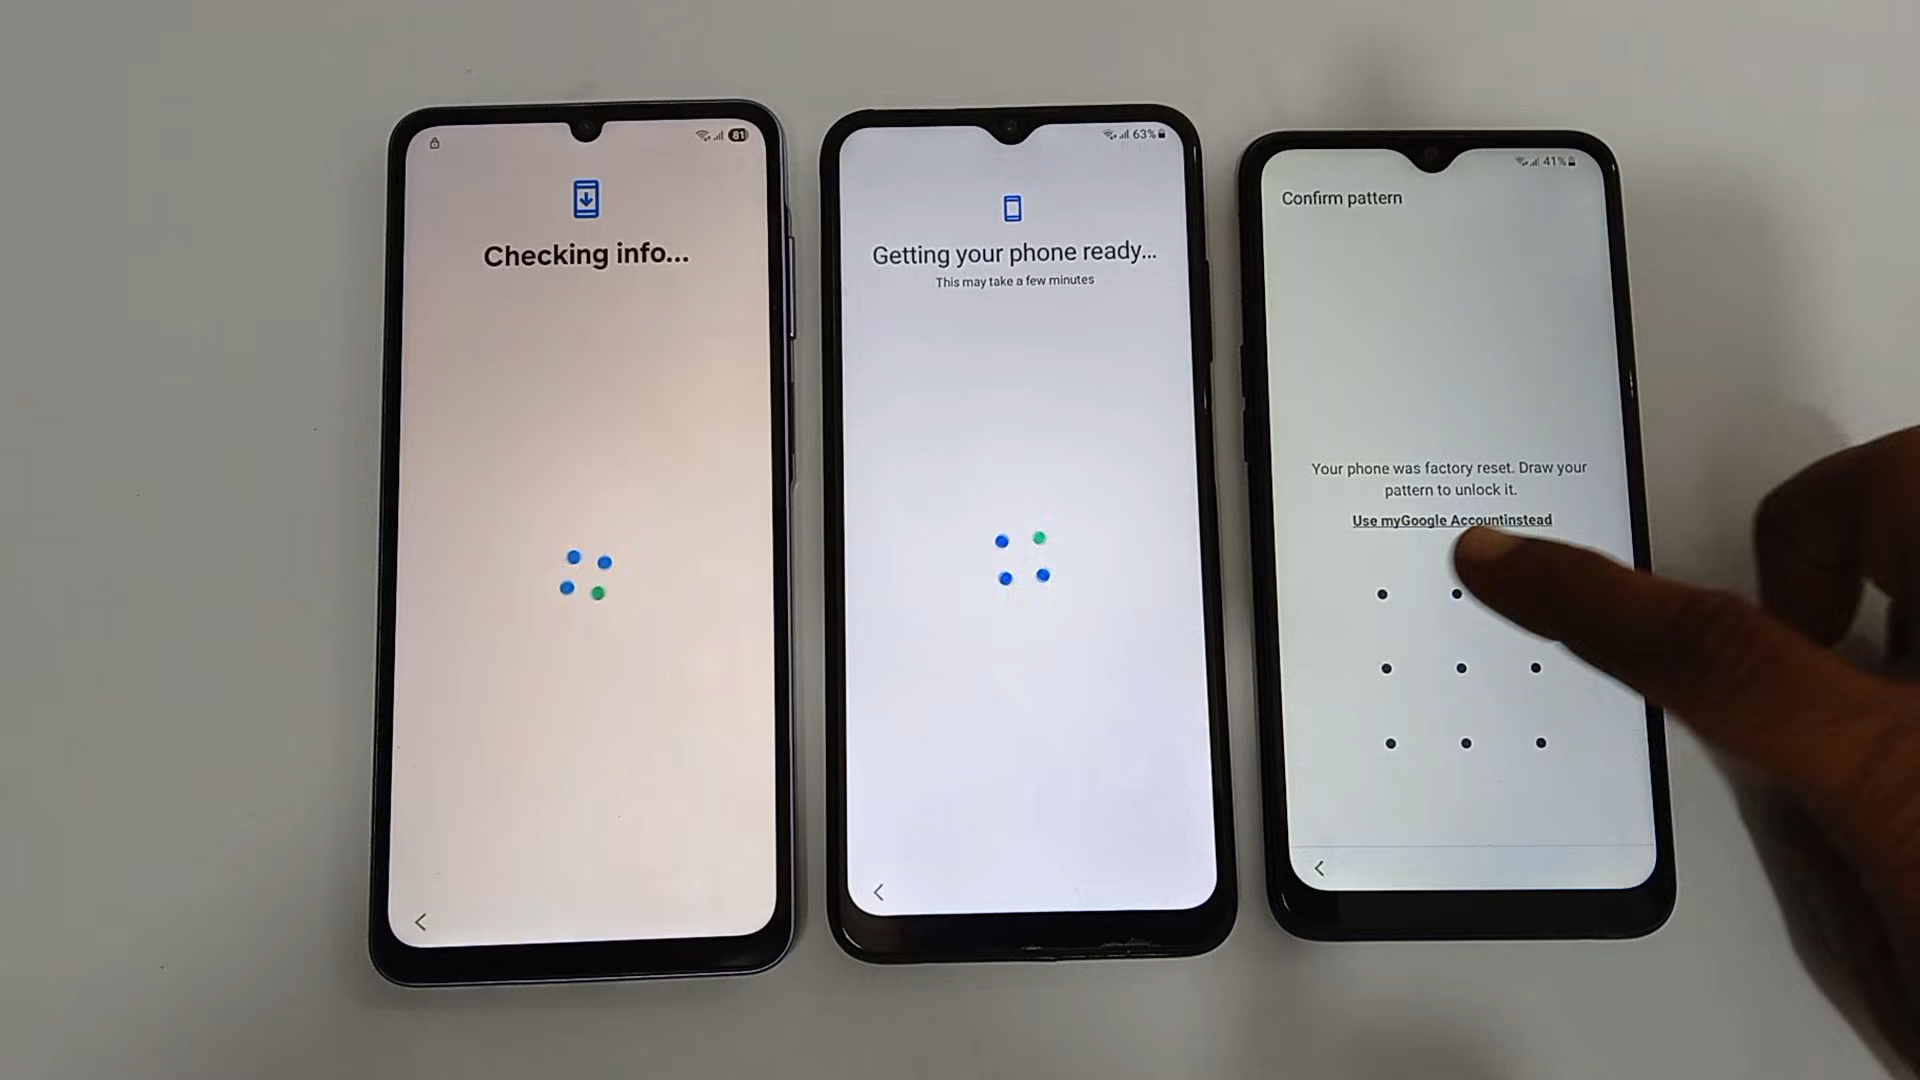 81
Checking info...
63%
Getting your phone ready...
This may take a few minutes
41%
Confirm pattern
Your phone was factory reset. Draw your
pattern to unlock it.
Use myGoogle Accountinstead